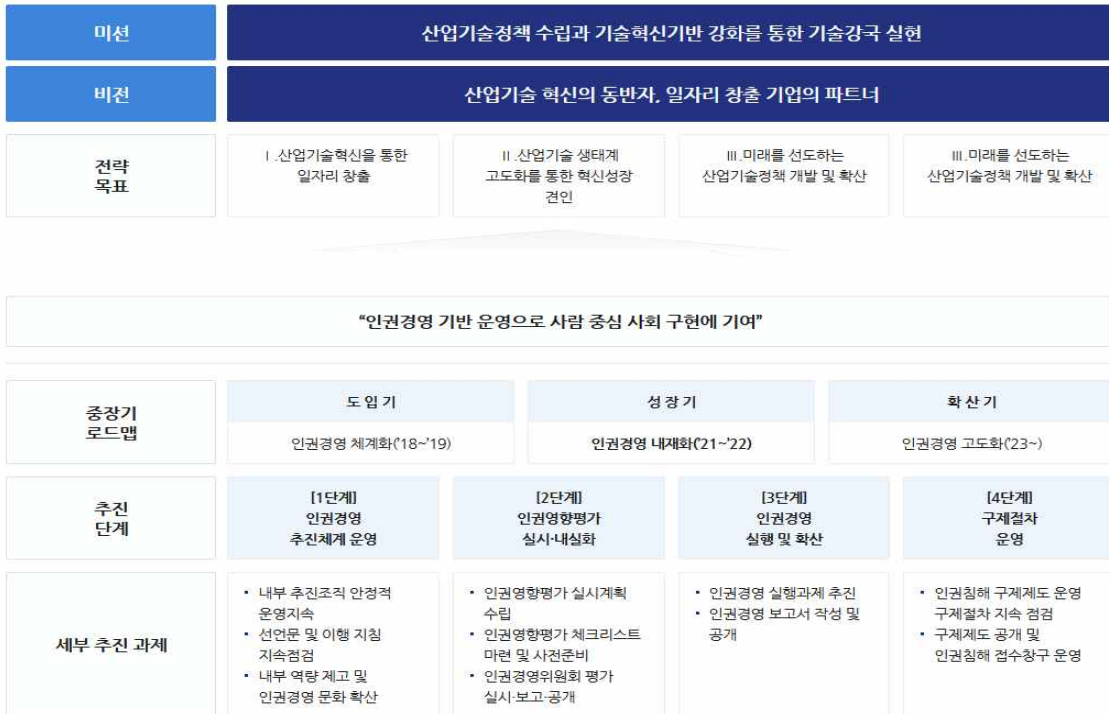 미션
산업기술정책 수립과 기술혁신기반 강화를 통한 기술강국 실현
비전
산업기술 혁신의 동반자, 일자리 창출 기업의 파트너
전략
목표
Ⅰ.산업기술혁신을 통한
일자리 창출
Ⅱ.산업기술 생태계
고도화를 통한 혁신성장
견인
Ⅲ.미래를 선도하는
산업기술정책 개발 및 확산
Ⅲ.미래를 선도하는
산업기술정책 개발 및 확산
“인권경영 기반 운영으로 사람 중심 사회 구현에 기여”
중장기
로드맵
도 입 기
인권경영 체계화('18~'19)
성 장 기
인권경영 내재화('21~'22)
확 산 기
인권경영 고도화('23~)
추진
단계
[1단계]
인권경영
추진체계 운영
[2단계]
인권영향평가
실시·내실화
[3단계]
인권경영
실행 및 확산
[4단계]
구제절차
운영
세부 추진 과제
▪ 내부 추진조직 안정적
운영지속
▪ 선언문 및 이행 지침
지속점검
▪ 내부 역량 제고 및
인권경영 문화 확산
▪ 인권영향평가 실시계획
수립
▪ 인권영향평가 체크리스트
마련 및 사전준비
▪ 인권경영위원회 평가
실시·보고·공개
▪ 인권경영 실행과제 추진
▪ 인권경영 보고서 작성 및
공개
▪ 인권침해 구제제도 운영
구제절차 지속 점검
▪ 구제제도 공개 및
인권침해 접수창구 운영